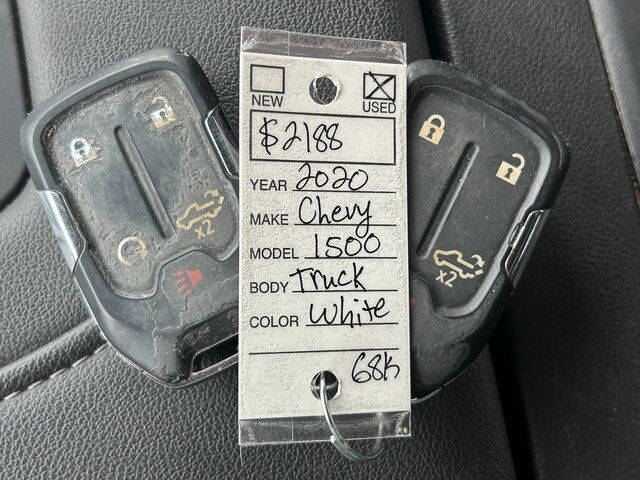 NEW USED
$2188
YEAR 2020
MAKE Chevy
MODEL 1500
BODY Truck
COLOR White
68k
x2
x2